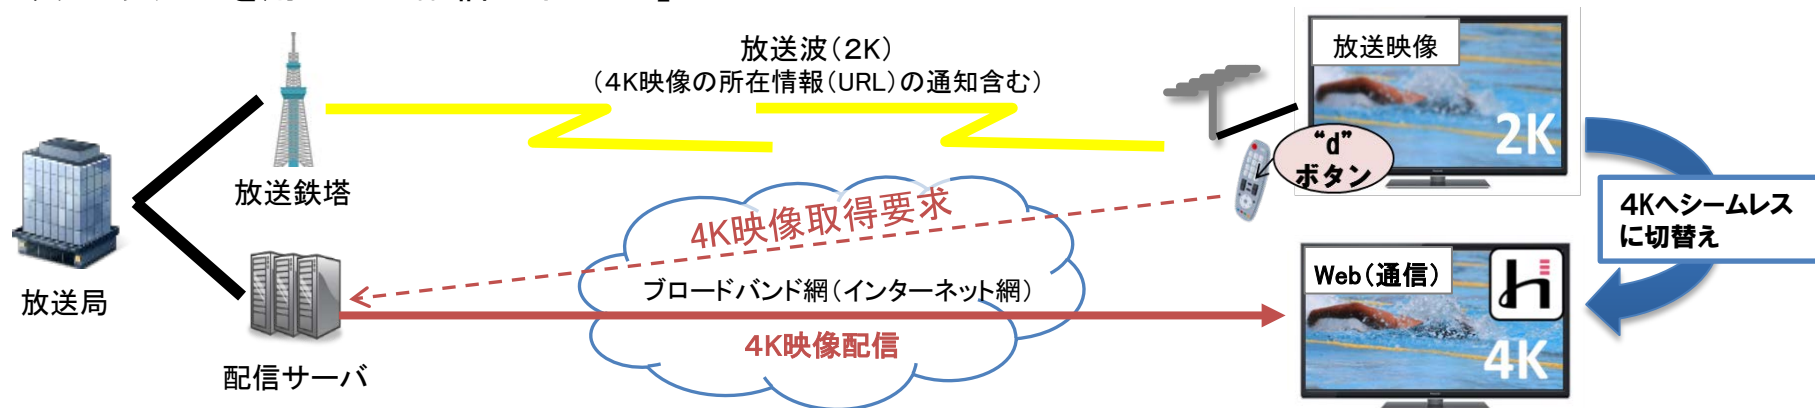 放送波（２Ｋ）
（４Ｋ映像の所在情報（URL）の通知含む）
放送映像
2K
“d”
ボタン
放送鉄塔
4Kへシームレス
に切替え
4K映像取得要求
Web（通信）
ブロードバンド網（インターネット網）
放送局
4K映像配信
4K
配信サーバ